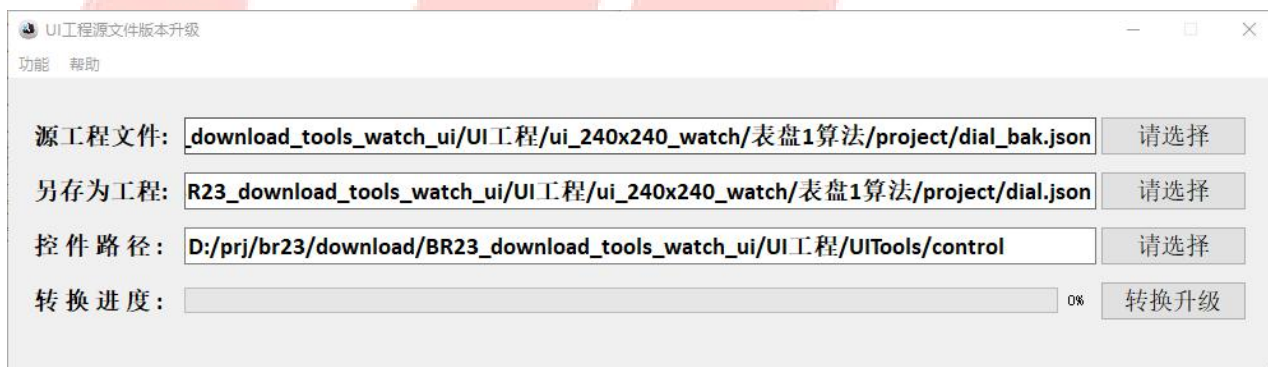 UI工程源文件版本升级
功能 帮助
源工程文件: _download_tools_watch_ui/UI工程/ui_240x240_watch/表盘1算法/project/dial_bak.json 请选择
另存为工程: R23_download_tools_watch_ui/UI工程/ui_240x240_watch/表盘1算法/project/dial.json 请选择
控件路径: D:/prj/br23/download/BR23_download_tools_watch_ui/UI工程/UITools/control 请选择
转换进度: 0% 转换升级